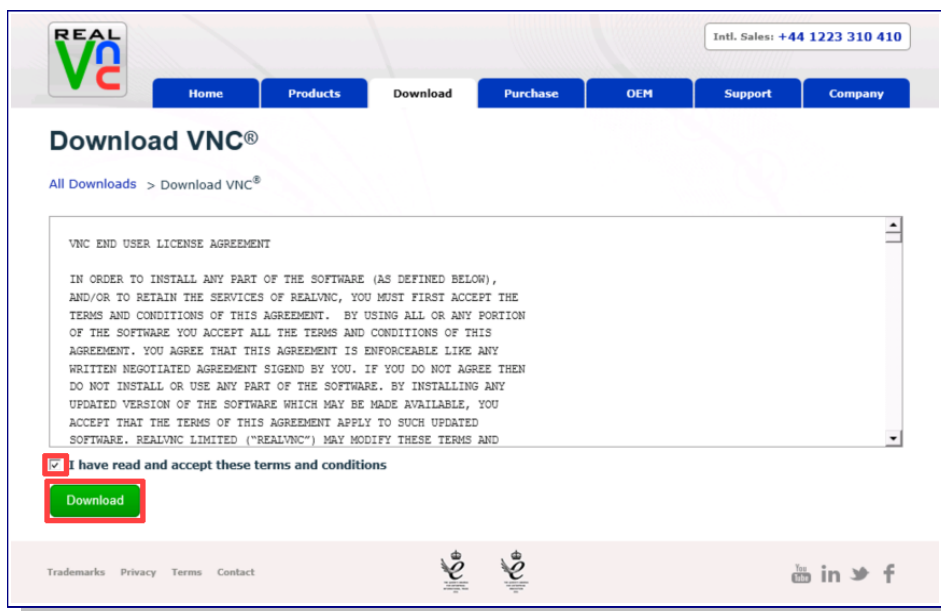 REAL
VNC
Intl. Sales: +44 1223 310 410
Home Products Download Purchase OEM Support Company
Download VNC®
All Downloads > Download VNC®
VNC END USER LICENSE AGREEMENT
IN ORDER TO INSTALL ANY PART OF THE SOFTWARE (AS DEFINED BELOW),
AND/OR TO RETAIN THE SERVICES OF REALVNC, YOU MUST FIRST ACCEPT THE
TERMS AND CONDITIONS OF THIS AGREEMENT. BY USING ALL OR ANY PORTION
OF THE SOFTWARE YOU ACCEPT ALL THE TERMS AND CONDITIONS OF THIS
AGREEMENT. YOU AGREE THAT THIS AGREEMENT IS ENFORCEABLE LIKE ANY
WRITTEN NEGOTIATED AGREEMENT SIGEND BY YOU. IF YOU DO NOT AGREE THEN
DO NOT INSTALL OR USE ANY PART OF THE SOFTWARE. BY INSTALLING ANY
UPDATED VERSION OF THE SOFTWARE WHICH MAY BE MADE AVAILABLE, YOU
ACCEPT THAT THE TERMS OF THIS AGREEMENT APPLY TO SUCH UPDATED
SOFTWARE. REALVNC LIMITED ("REALVNC") MAY MODIFY THESE TERMS AND
I have read and accept these terms and conditions
Download
Trademarks Privacy Terms Contact
You Tube in f